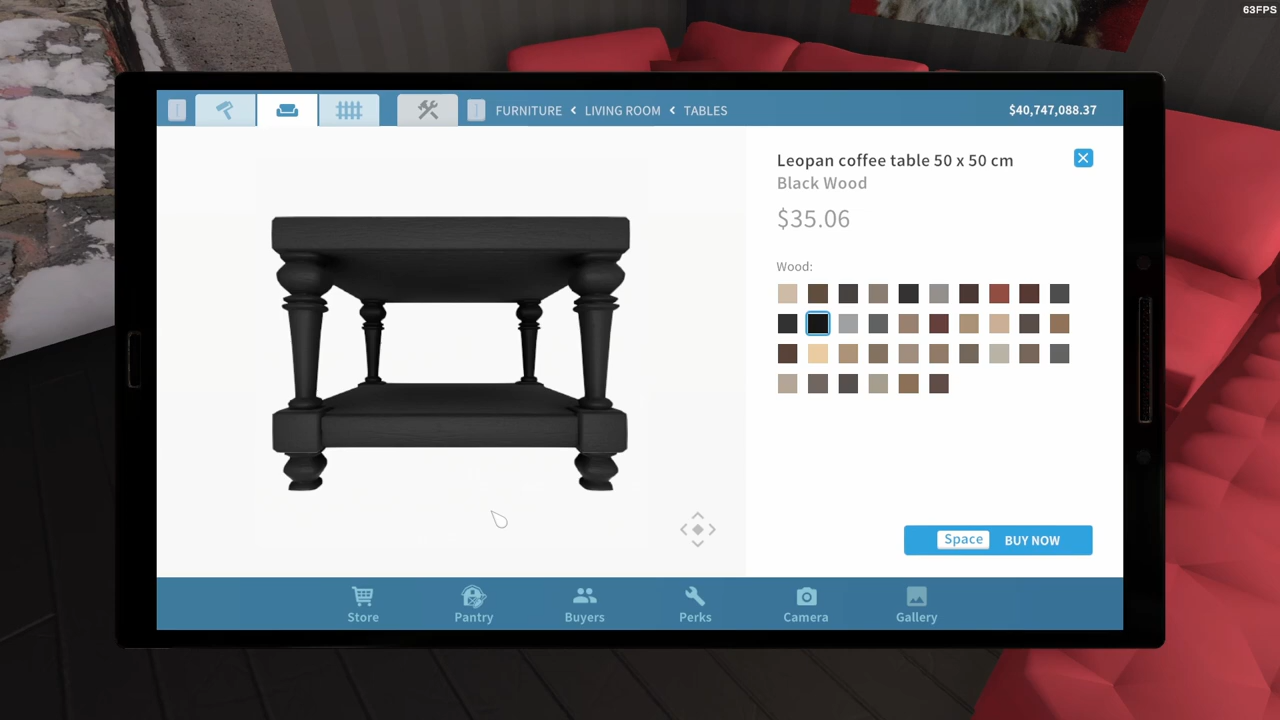 63FPS
FURNITURE < LIVING ROOM < TABLES
$40,747,088.37
Leopan coffee table 50 x 50 cm
Black Wood
$35.06
Wood:
Space BUY NOW
Store Pantry Buyers Perks Camera Gallery